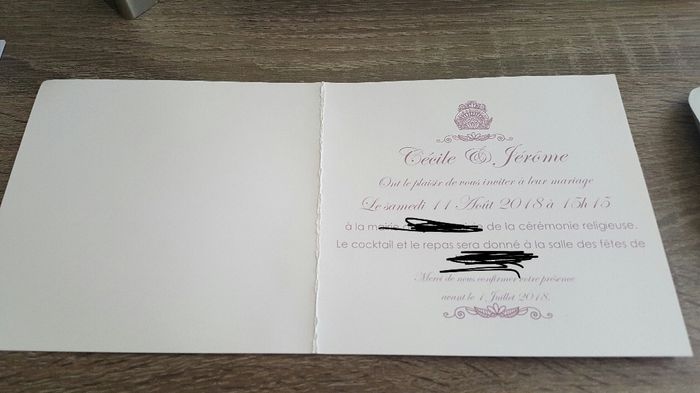 Cécile & Jérôme
Ont le plaisir de vous inviter à leur mariage
Le samedi 11 Août 2018 à 15h15
à la mairie de la cérémonie religieuse.
Le cocktail et le repas sera donné à la salle des fêtes de
Merci de nous confirmer votre présence
avant le 1 Juillet 2018.